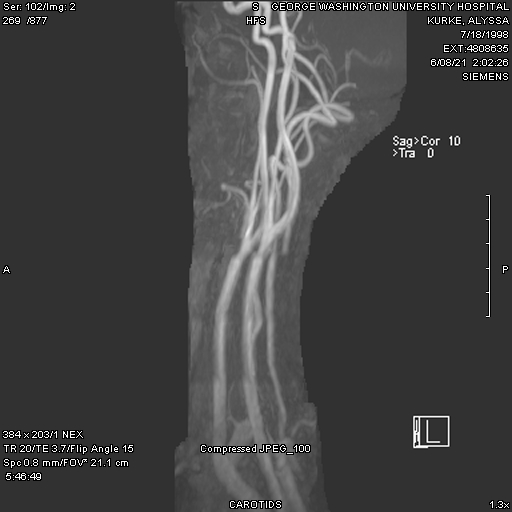 Ser: 102/Img: 2
269 /877
S
HFS
GEORGE WASHINGTON UNIVERSITY HOSPITAL
KURKE, ALYSSA
7/18/1998
EXT:4808635
6/08/21 2:02:26
SIEMENS
Sag>Cor 10
>Tra 0
A
P
L
384 x 203/1 NEX
TR 20/TE 3.7/Flip Angle 15
Spc 0.8 mm/FOV* 21.1 cm
5:46:49
Compressed JPEG_100
CAROTIDS
1.3x